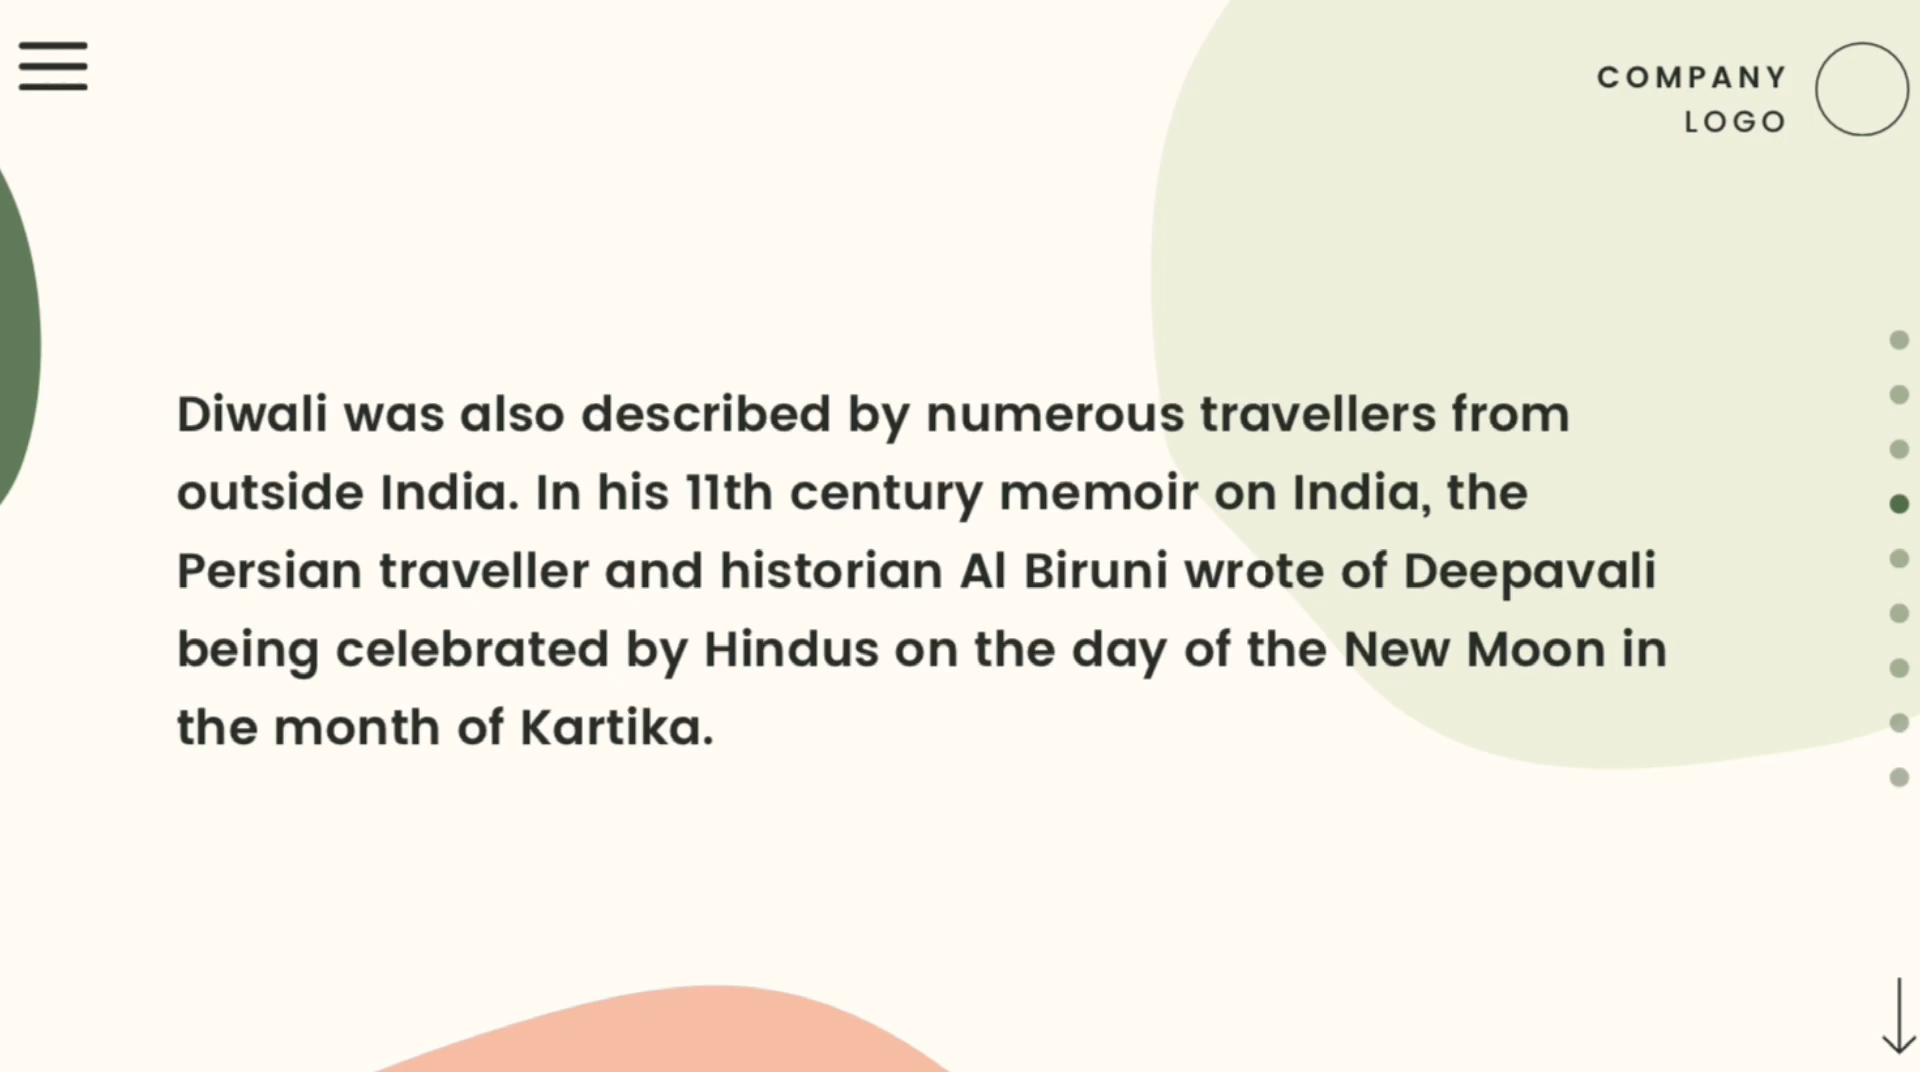 COMPANY
LOGO
Diwali was also described by numerous travellers from
outside India. In his 11th century memoir on India, the
Persian traveller and historian Al Biruni wrote of Deepavali
being celebrated by Hindus on the day of the New Moon in
the month of Kartika.